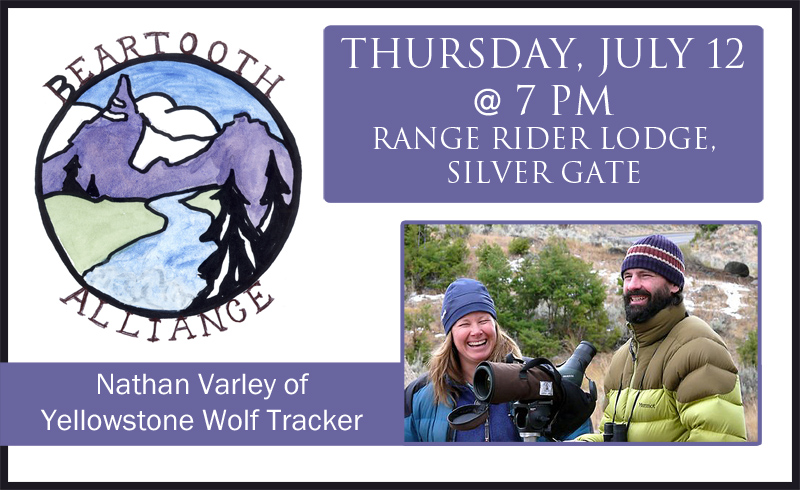 BEARTOOTH
ALLIANCE
THURSDAY, JULY 12
@ 7 PM
RANGE RIDER LODGE,
SILVER GATE
Nathan Varley of
Yellowstone Wolf Tracker